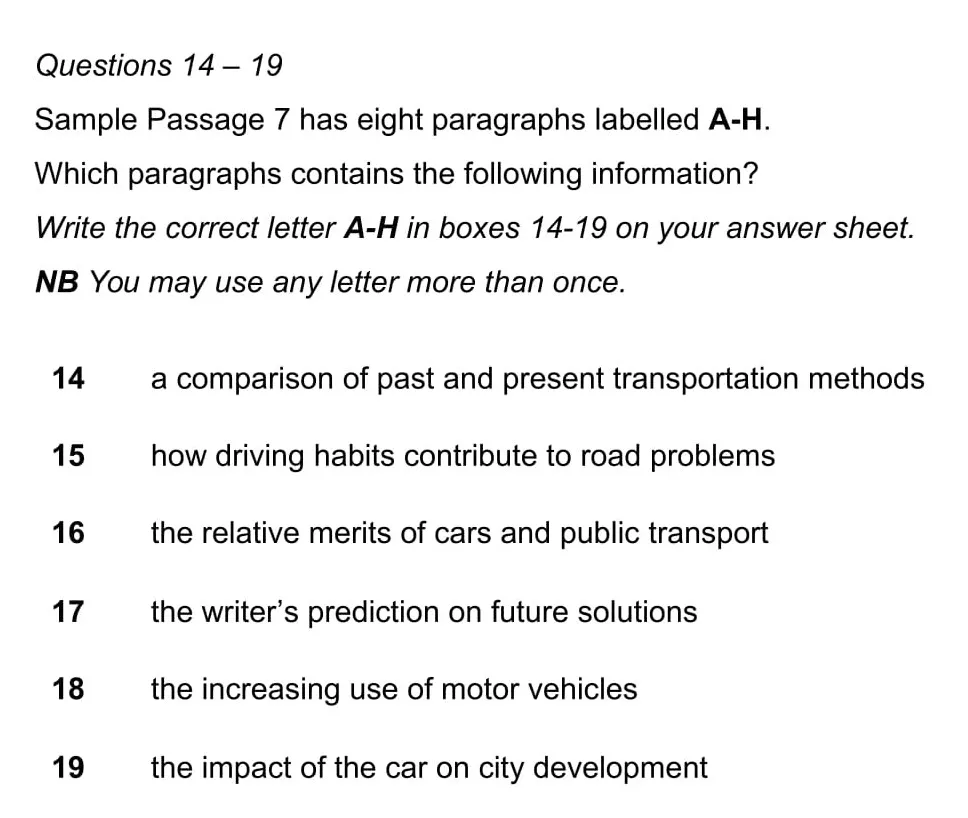 Questions 14 – 19
Sample Passage 7 has eight paragraphs labelled A-H.
Which paragraphs contains the following information?
Write the correct letter A-H in boxes 14-19 on your answer sheet.
NB You may use any letter more than once.
14 a comparison of past and present transportation methods
15 how driving habits contribute to road problems
16 the relative merits of cars and public transport
17 the writer’s prediction on future solutions
18 the increasing use of motor vehicles
19 the impact of the car on city development